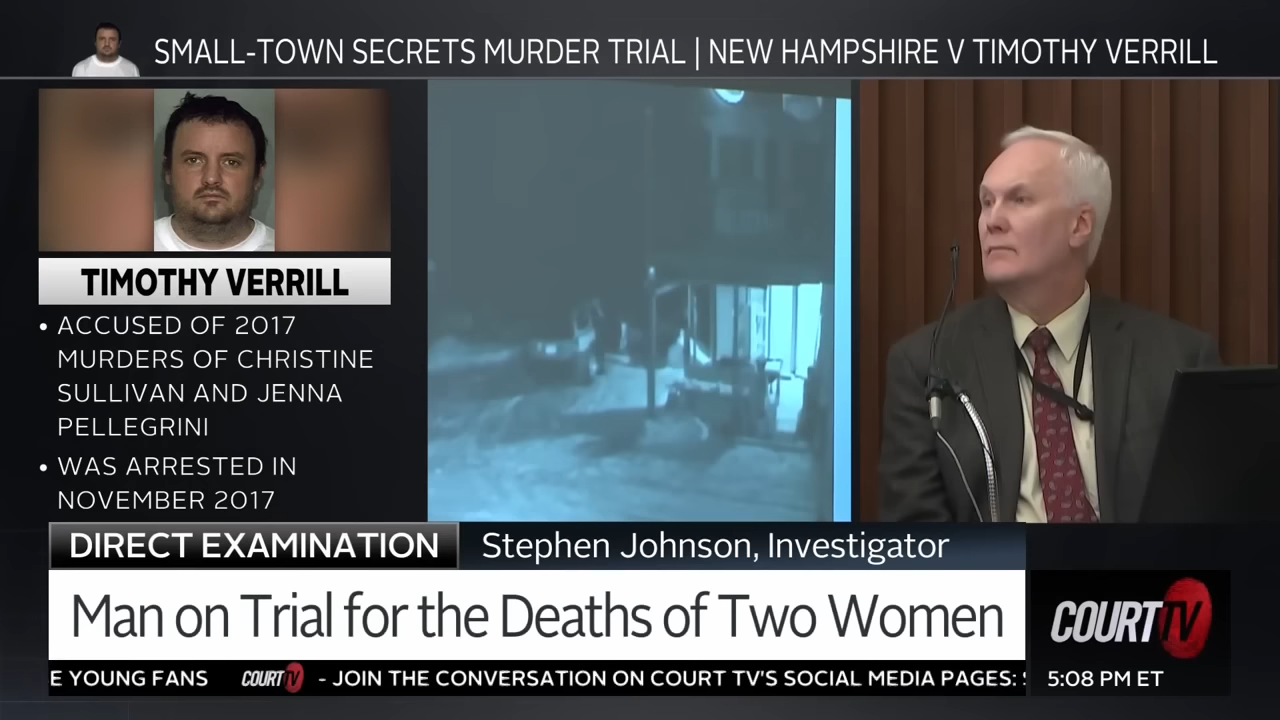 SMALL-TOWN SECRETS MURDER TRIAL | NEW HAMPSHIRE V TIMOTHY VERRILL
TIMOTHY VERRILL
• ACCUSED OF 2017
MURDERS OF CHRISTINE
SULLIVAN AND JENNA
PELLEGRINI
• WAS ARRESTED IN
NOVEMBER 2017
DIRECT EXAMINATION
Stephen Johnson, Investigator
Man on Trial for the Deaths of Two Women
COURT TV
E YOUNG FANS COURT TV - JOIN THE CONVERSATION ON COURT TV'S SOCIAL MEDIA PAGES:
5:08 PM ET